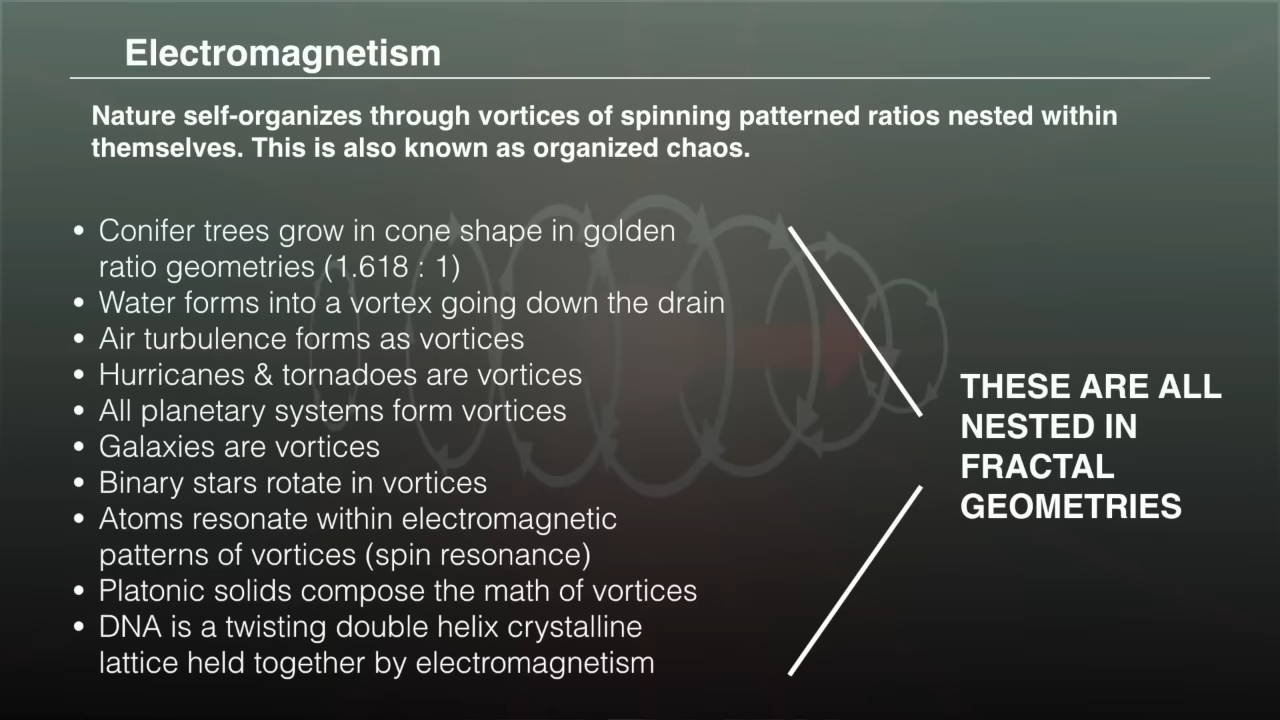 Electromagnetism
Nature self-organizes through vortices of spinning patterned ratios nested within
themselves. This is also known as organized chaos.
• Conifer trees grow in cone shape in golden
ratio geometries (1.618 : 1)
• Water forms into a vortex going down the drain
• Air turbulence forms as vortices
• Hurricanes & tornadoes are vortices
• All planetary systems form vortices
• Galaxies are vortices
• Binary stars rotate in vortices
• Atoms resonate within electromagnetic
patterns of vortices (spin resonance)
• Platonic solids compose the math of vortices
• DNA is a twisting double helix crystalline
lattice held together by electromagnetism
THESE ARE ALL
NESTED IN
FRACTAL
GEOMETRIES